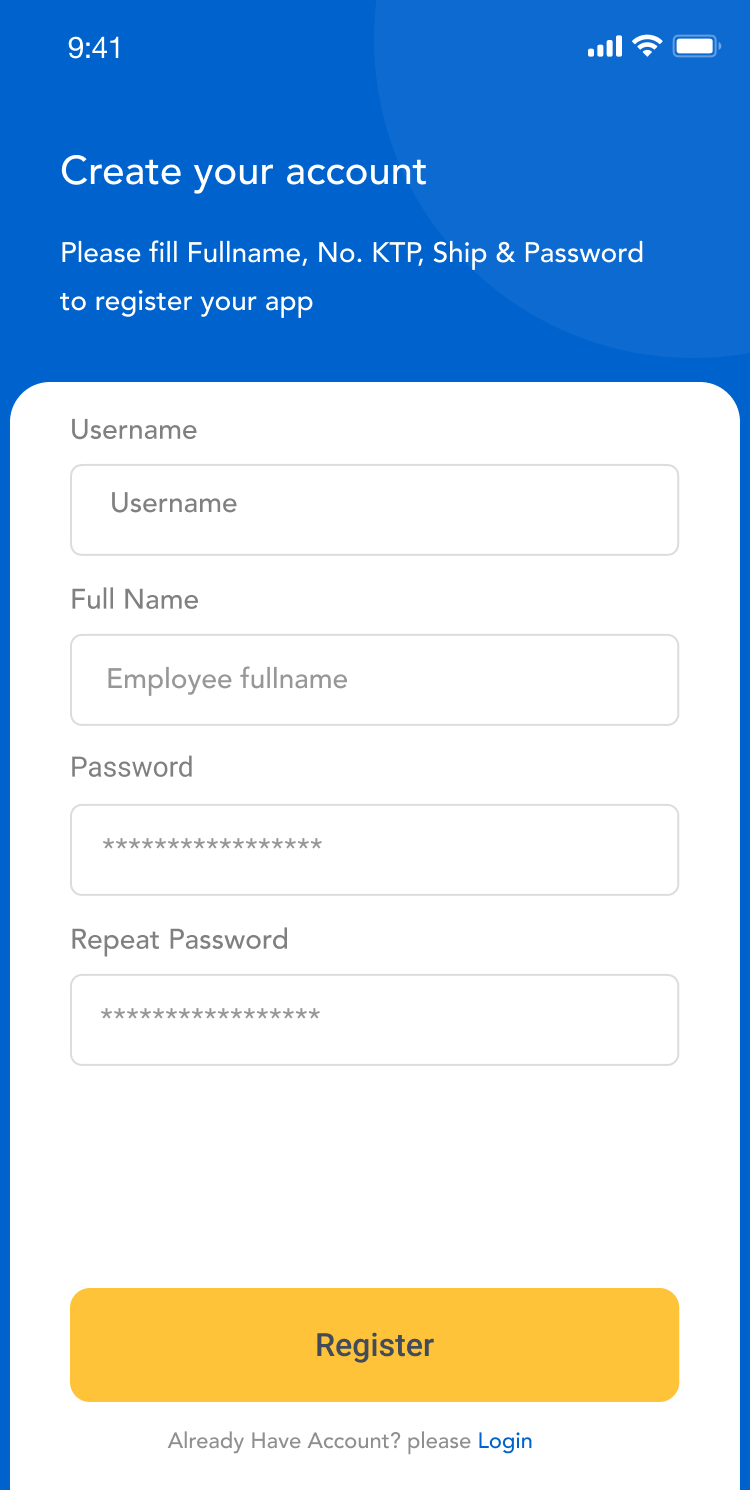 9:41
Create your account
Please fill Fullname, No. KTP, Ship & Password
to register your app
Username
Username
Full Name
Employee fullname
Password
*****************
Repeat Password
*****************
Register
Already Have Account? please Login